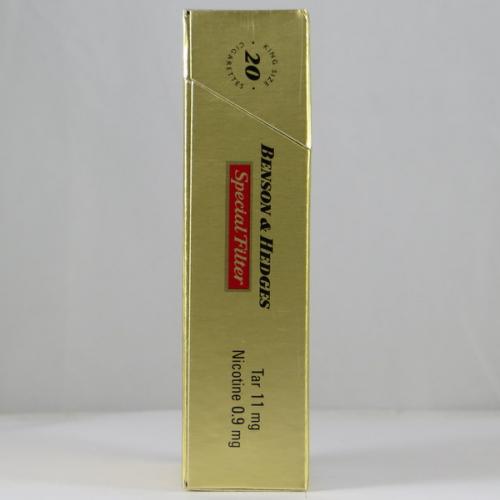 KING SIZE
20
CIGARETTES
BENSON & HEDGES
Special Filter
Tar 11 mg
Nicotine 0.9 mg